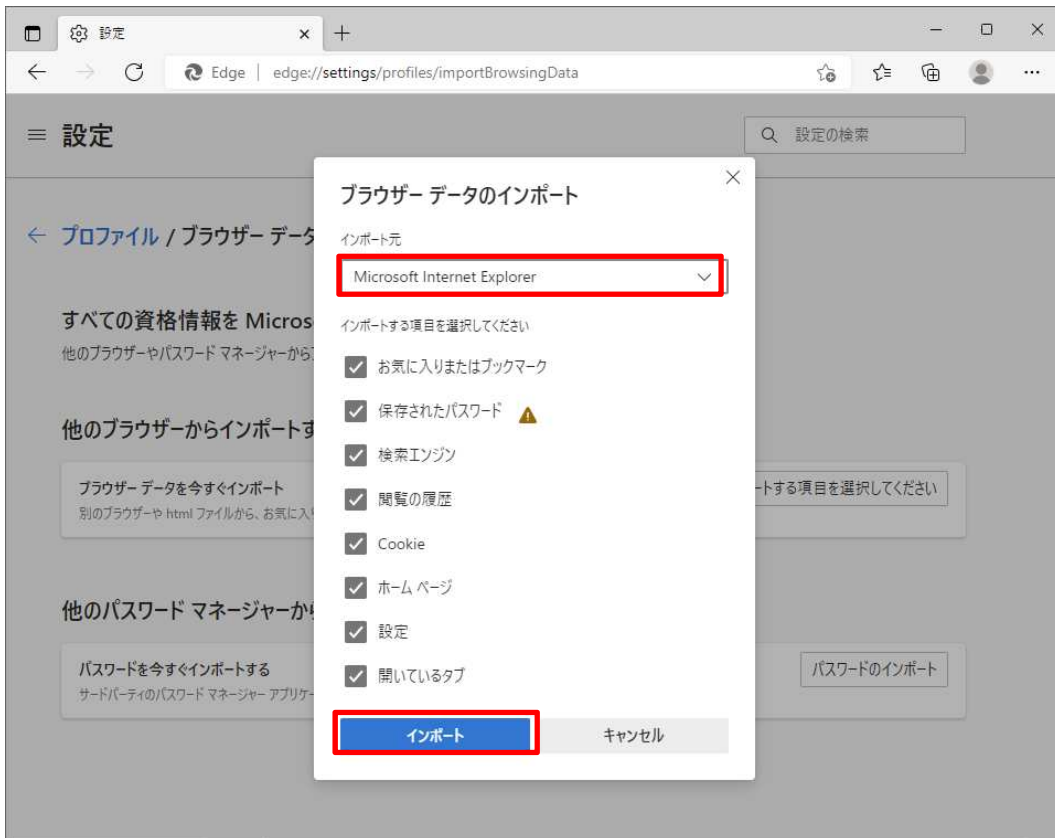 設定
Edge | edge://settings/profiles/importBrowsingData
設定
設定の検索
プロファイル / ブラウザー データ
すべての資格情報を Micros
他のブラウザーやパスワード マネージャーから
他のブラウザーからインポートす
ブラウザー データを今すぐインポート
別のブラウザーや html ファイルから、お気に入り
ートする項目を選択してください
他のパスワード マネージャーから
パスワードを今すぐインポートする
サードパーティのパスワード マネージャー アプリケー
パスワードのインポート
ブラウザー データのインポート
インポート元
Microsoft Internet Explorer
インポートする項目を選択してください
お気に入りまたはブックマーク
保存されたパスワード
検索エンジン
閲覧の履歴
Cookie
ホーム ページ
設定
開いているタブ
インポート
キャンセル